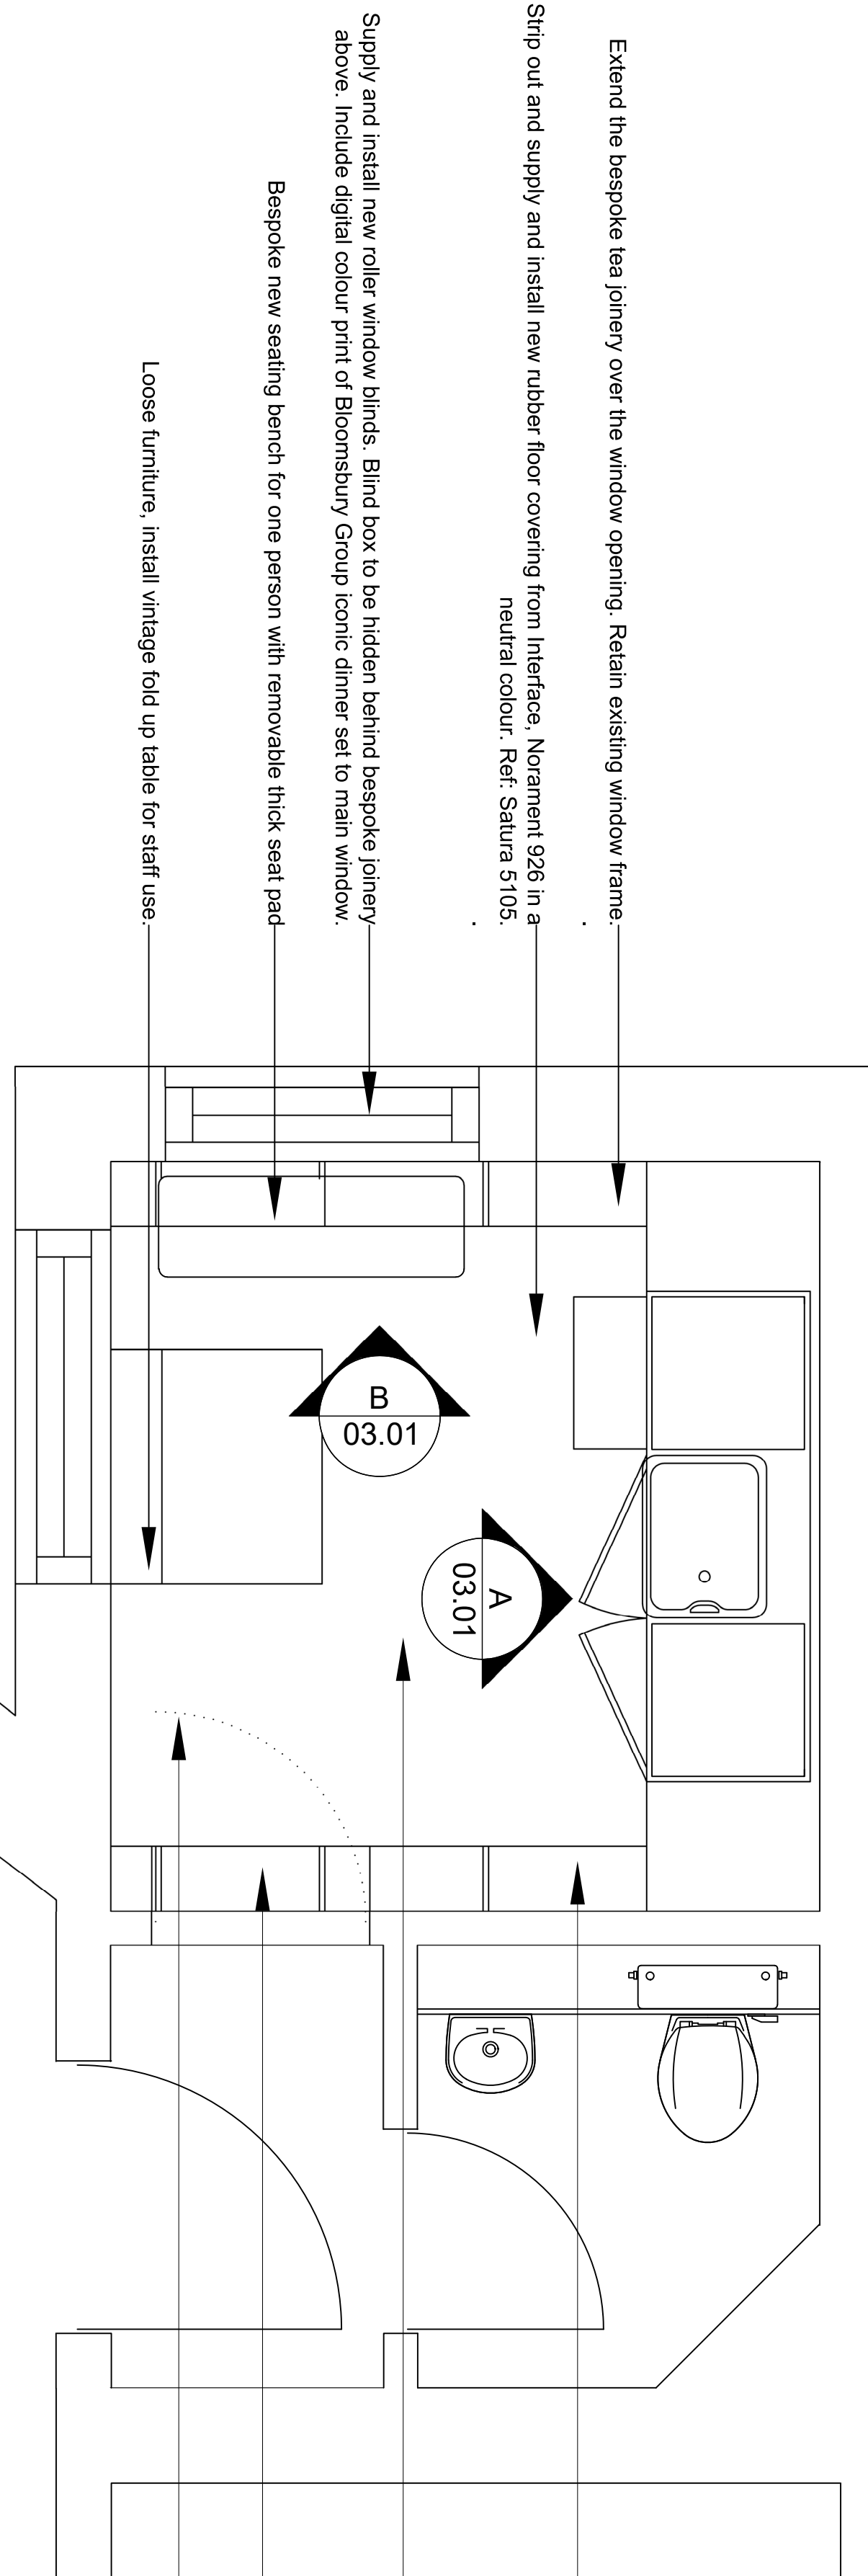 Extend the bespoke tea joinery over the window opening. Retain existing window frame.
.
Strip out and supply and install new rubber floor covering from Interface, Norament 926 in a
neutral colour. Ref: Satura 5105.
.
Supply and install new roller window blinds. Blind box to be hidden behind bespoke joinery
above. Include digital colour print of Bloomsbury Group iconic dinner set to main window.
Bespoke new seating bench for one person with removable thick seat pad
Loose furniture, install vintage fold up table for staff use.
B
03.01
A
03.01